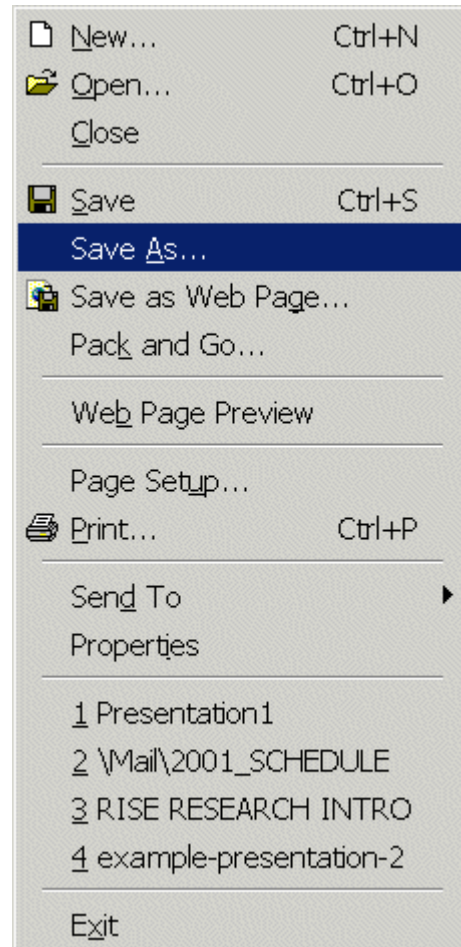 New... Ctrl+N
Open... Ctrl+O
Close
Save Ctrl+S
Save As...
Save as Web Page...
Pack and Go...
Web Page Preview
Page Setup...
Print... Ctrl+P
Send To
Properties
1 Presentation1
2 \Mail\2001_SCHEDULE
3 RISE RESEARCH INTRO
4 example-presentation-2
Exit